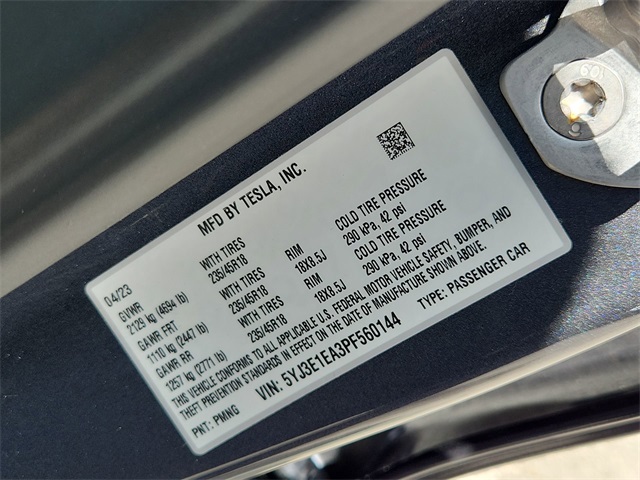 MFD BY TESLA, INC.
04/23
GVWR WITH TIRES RIM COLD TIRE PRESSURE
2129 kg (4694 lb) 235/45R18 18X8.5J 290 kPa, 42 psi
GAWR FRT WITH TIRES RIM COLD TIRE PRESSURE
1110 kg (2447 lb) 235/45R18 18X8.5J 290 kPa, 42 psi
GAWR RR WITH TIRES
1257 kg (2771 lb) 235/45R18
THIS VEHICLE CONFORMS TO ALL APPLICABLE U.S. FEDERAL MOTOR VEHICLE SAFETY, BUMPER, AND
THEFT PREVENTION STANDARDS IN EFFECT ON THE DATE OF MANUFACTURE SHOWN ABOVE.
VIN: 5YJ3E1EA3PF560144 TYPE: PASSENGER CAR
PNT: PMNG
109